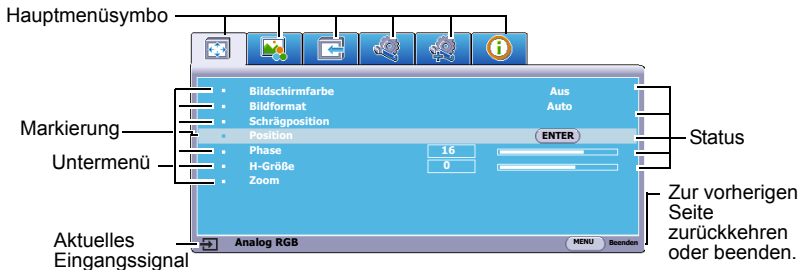 Hauptmenüsymbo
Bildschirmfarbe Aus
Bildformat Auto
Schrägposition
Markierung
Position ENTER
Status
Phase 16
Untermenü
H-Größe 0
Zoom
Zur vorherigen
Seite
zurückkehren
oder beenden.
Aktuelles
Eingangssignal
Analog RGB MENU Beenden